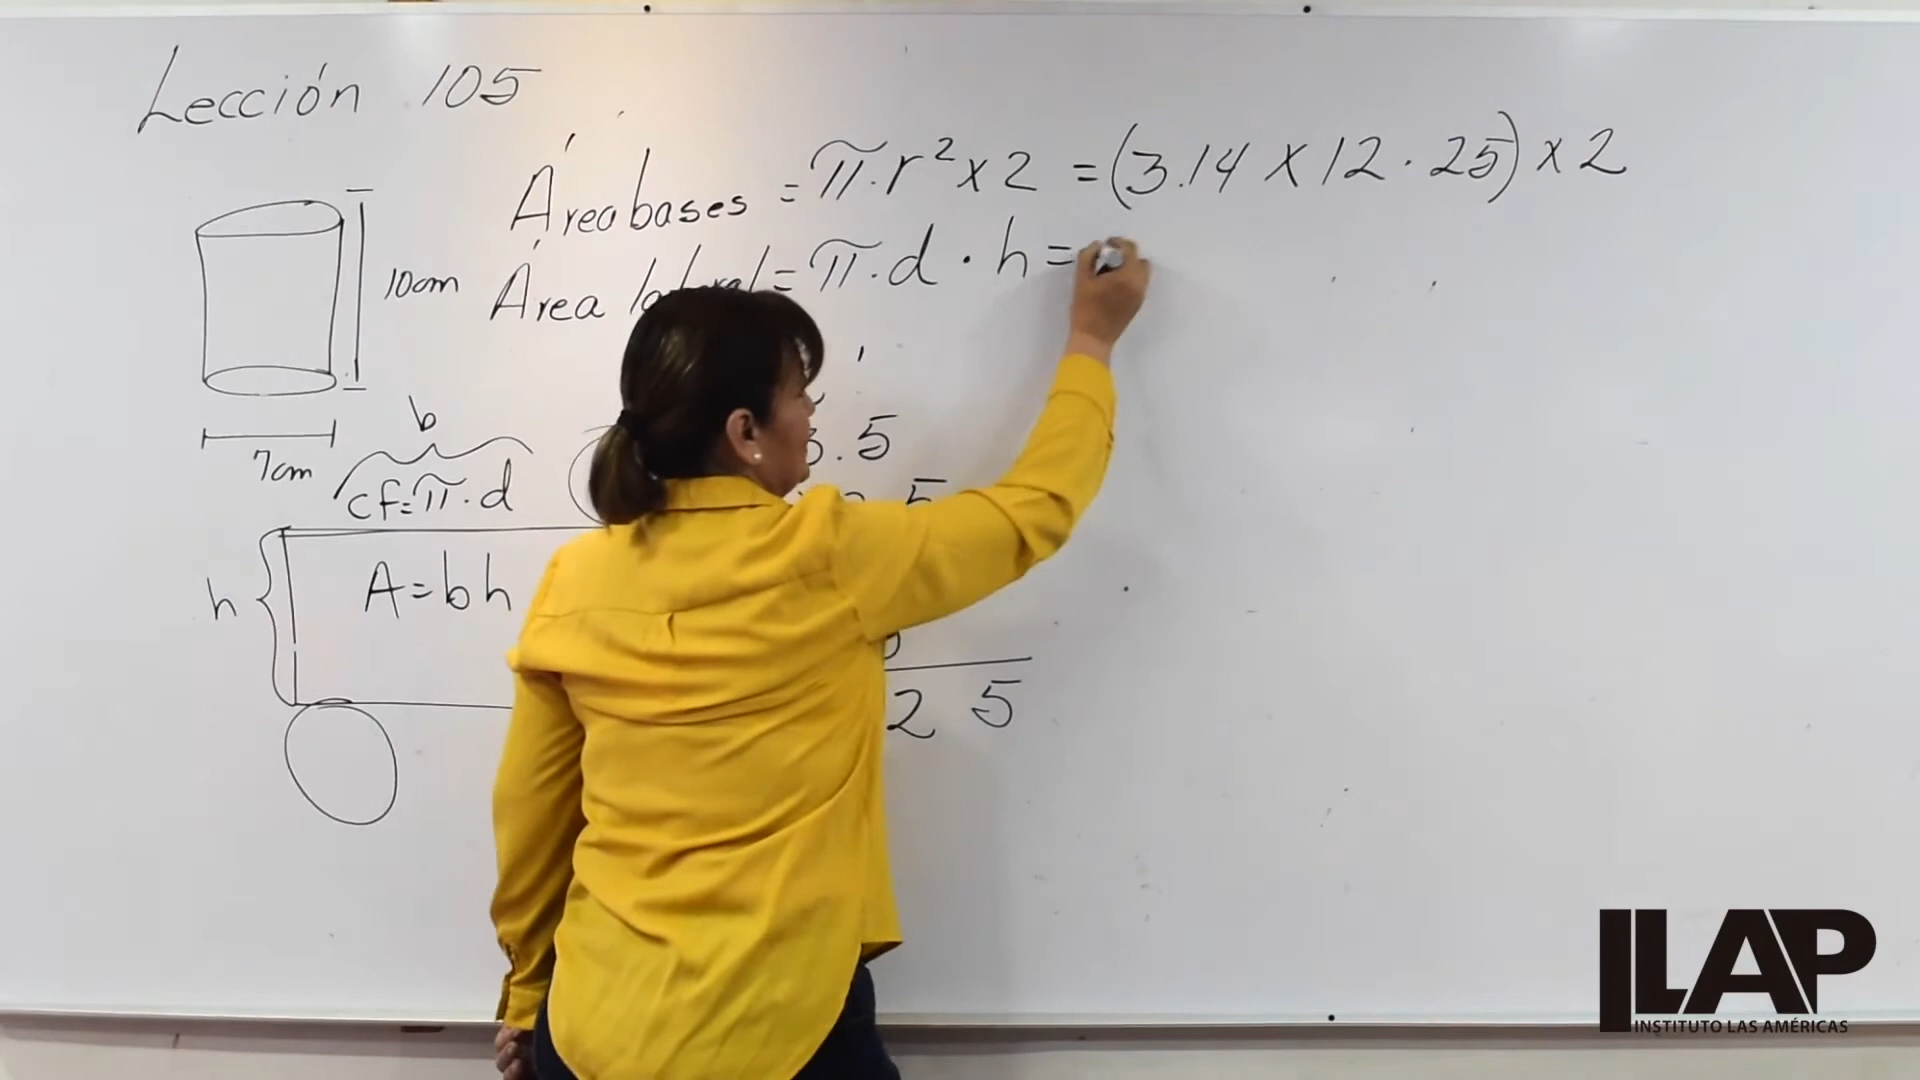 Lección 105
Área bases = π.r² x 2 = (3.14 x 12.25) x 2
Área lateral = π.d . h =
10cm
7cm
b
cf=π.d
3.5
5
h
A=bh
2 5
ILAP
INSTITUTO LAS AMÉRICAS